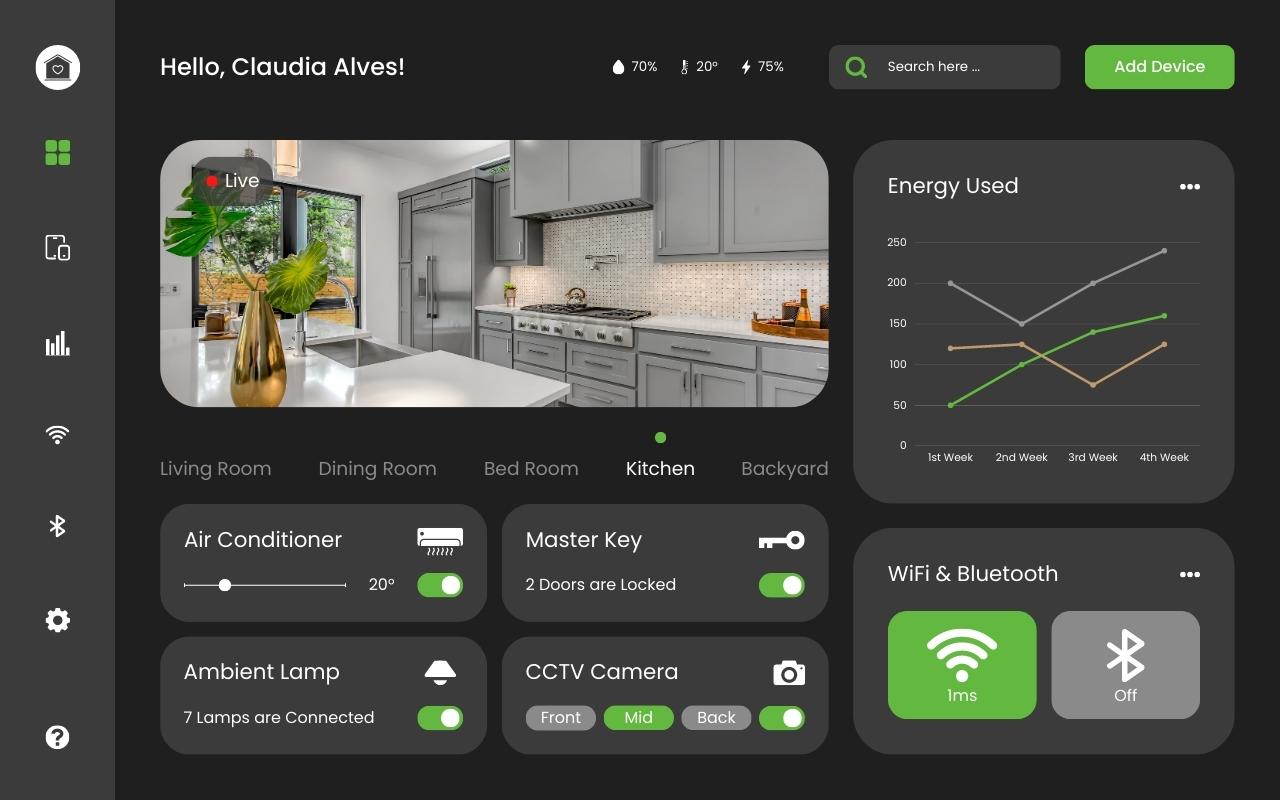 Hello, Claudia Alves!
70%
20°
75%
Search here ...
Add Device
Live
Living Room
Dining Room
Bed Room
Kitchen
Backyard
Air Conditioner
20°
Master Key
2 Doors are Locked
Ambient Lamp
7 Lamps are Connected
CCTV Camera
Front
Mid
Back
Energy Used
250
200
150
100
50
0
1st Week
2nd Week
3rd Week
4th Week
WiFi & Bluetooth
1ms
Off